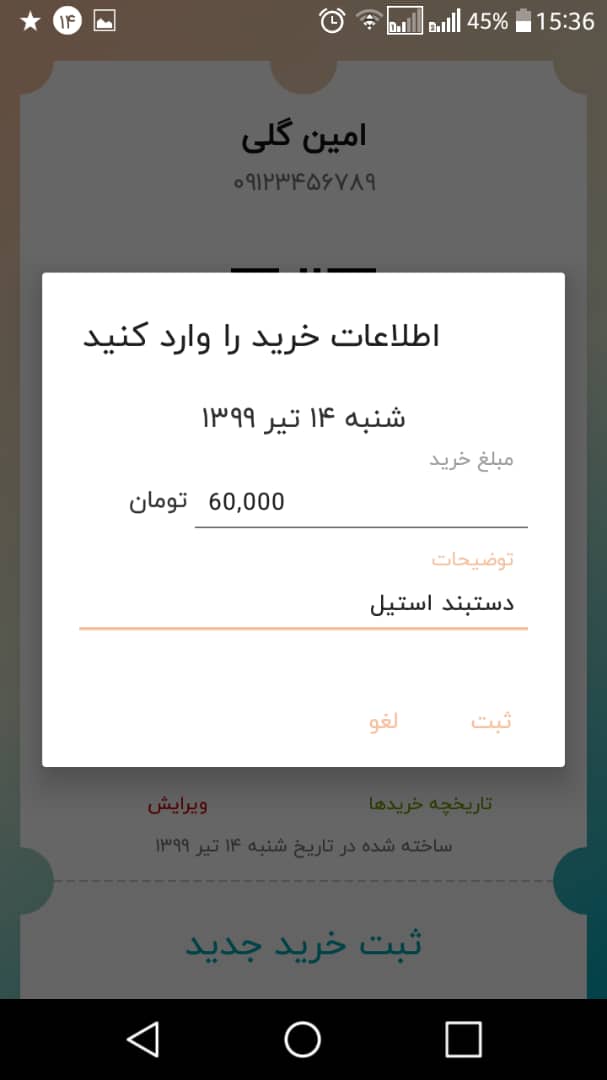 ۱۴ 45% 15:36
امین گلی
۰۹۱۲۳۴۵۶۷۸۹
اطلاعات خرید را وارد کنید
شنبه ۱۴ تیر ۱۳۹۹
مبلغ خرید
60,000 تومان
توضیحات
دستبند استیل
ثبت لغو
تاریخچه خریدها ویرایش
ساخته شده در تاریخ شنبه ۱۴ تیر ۱۳۹۹
ثبت خرید جدید